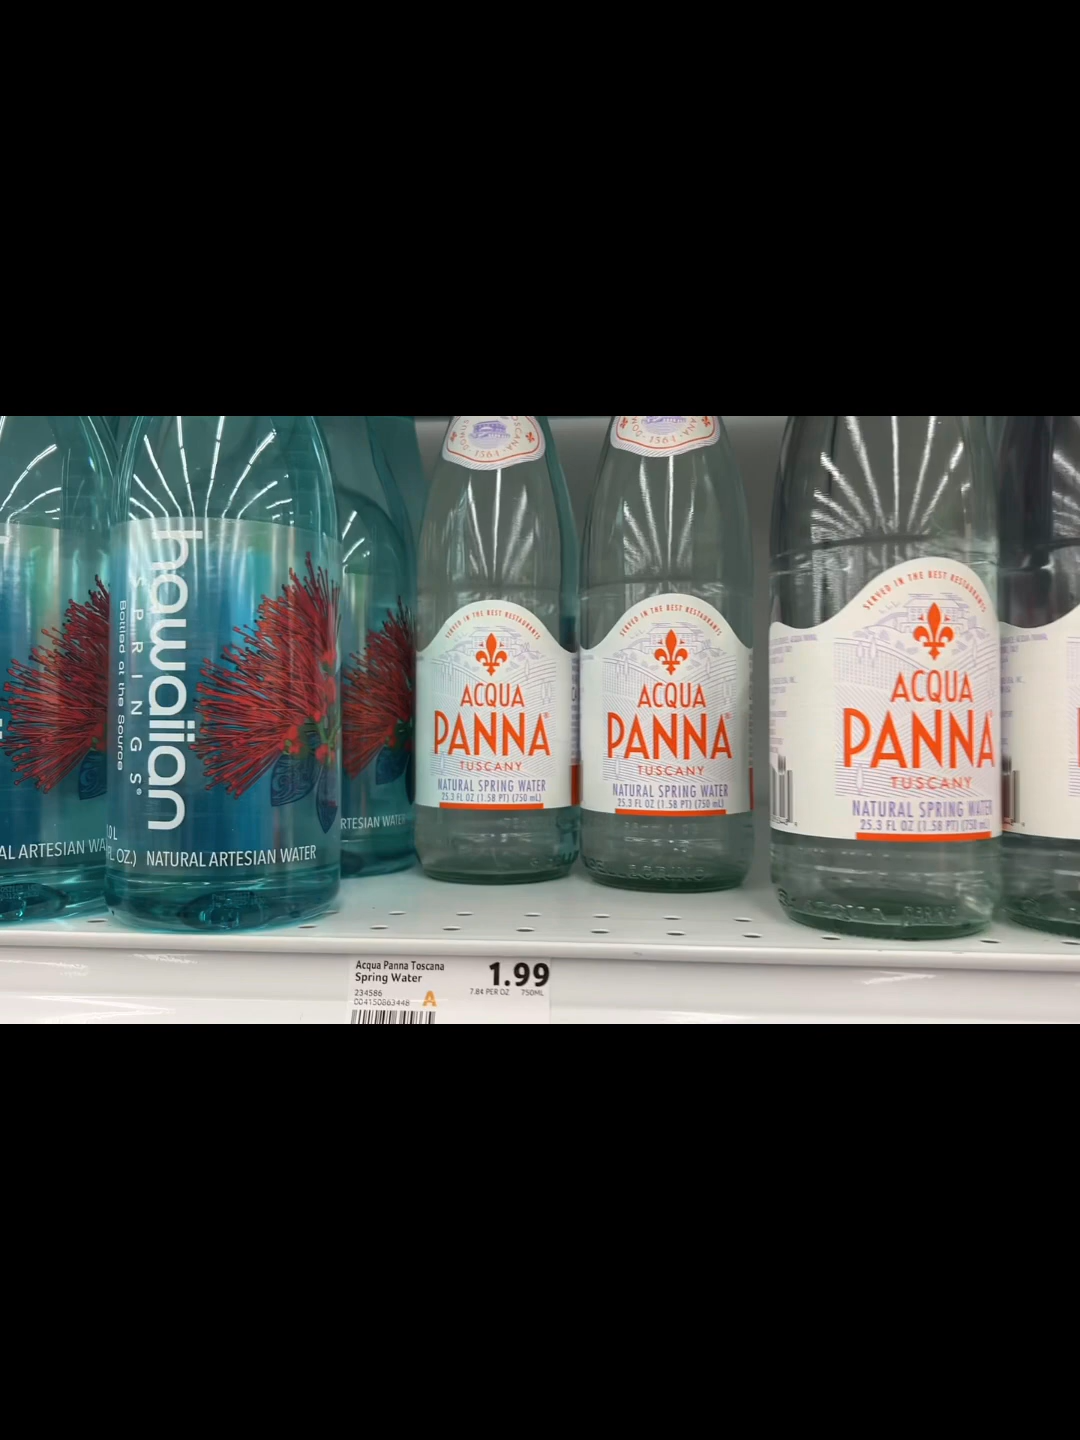 hawaiian
SPRINGS®
Bottled at the Source
OZ.) NATURAL ARTESIAN WATER
AL ARTESIAN WA
RTESIAN WATER
1564
SERVED IN THE BEST RESTAURANTS
ACQUA
PANNA®
TUSCANY
NATURAL SPRING WATER
25.3 FL OZ (1.58 PT) (750 mL)
1564
SERVED IN THE BEST RESTAURANTS
ACQUA
PANNA®
TUSCANY
NATURAL SPRING WATER
25.3 FL OZ (1.58 PT) (750 mL)
SERVED IN THE BEST RESTAURANTS
ACQUA
PANNA
TUSCANY
NATURAL SPRING WATER
25.3 FL OZ (1.58 PT) (750 mL)
Acqua Panna Toscana
Spring Water
1.99
234586
7.8¢ PER OZ 750ML
004150863448 A